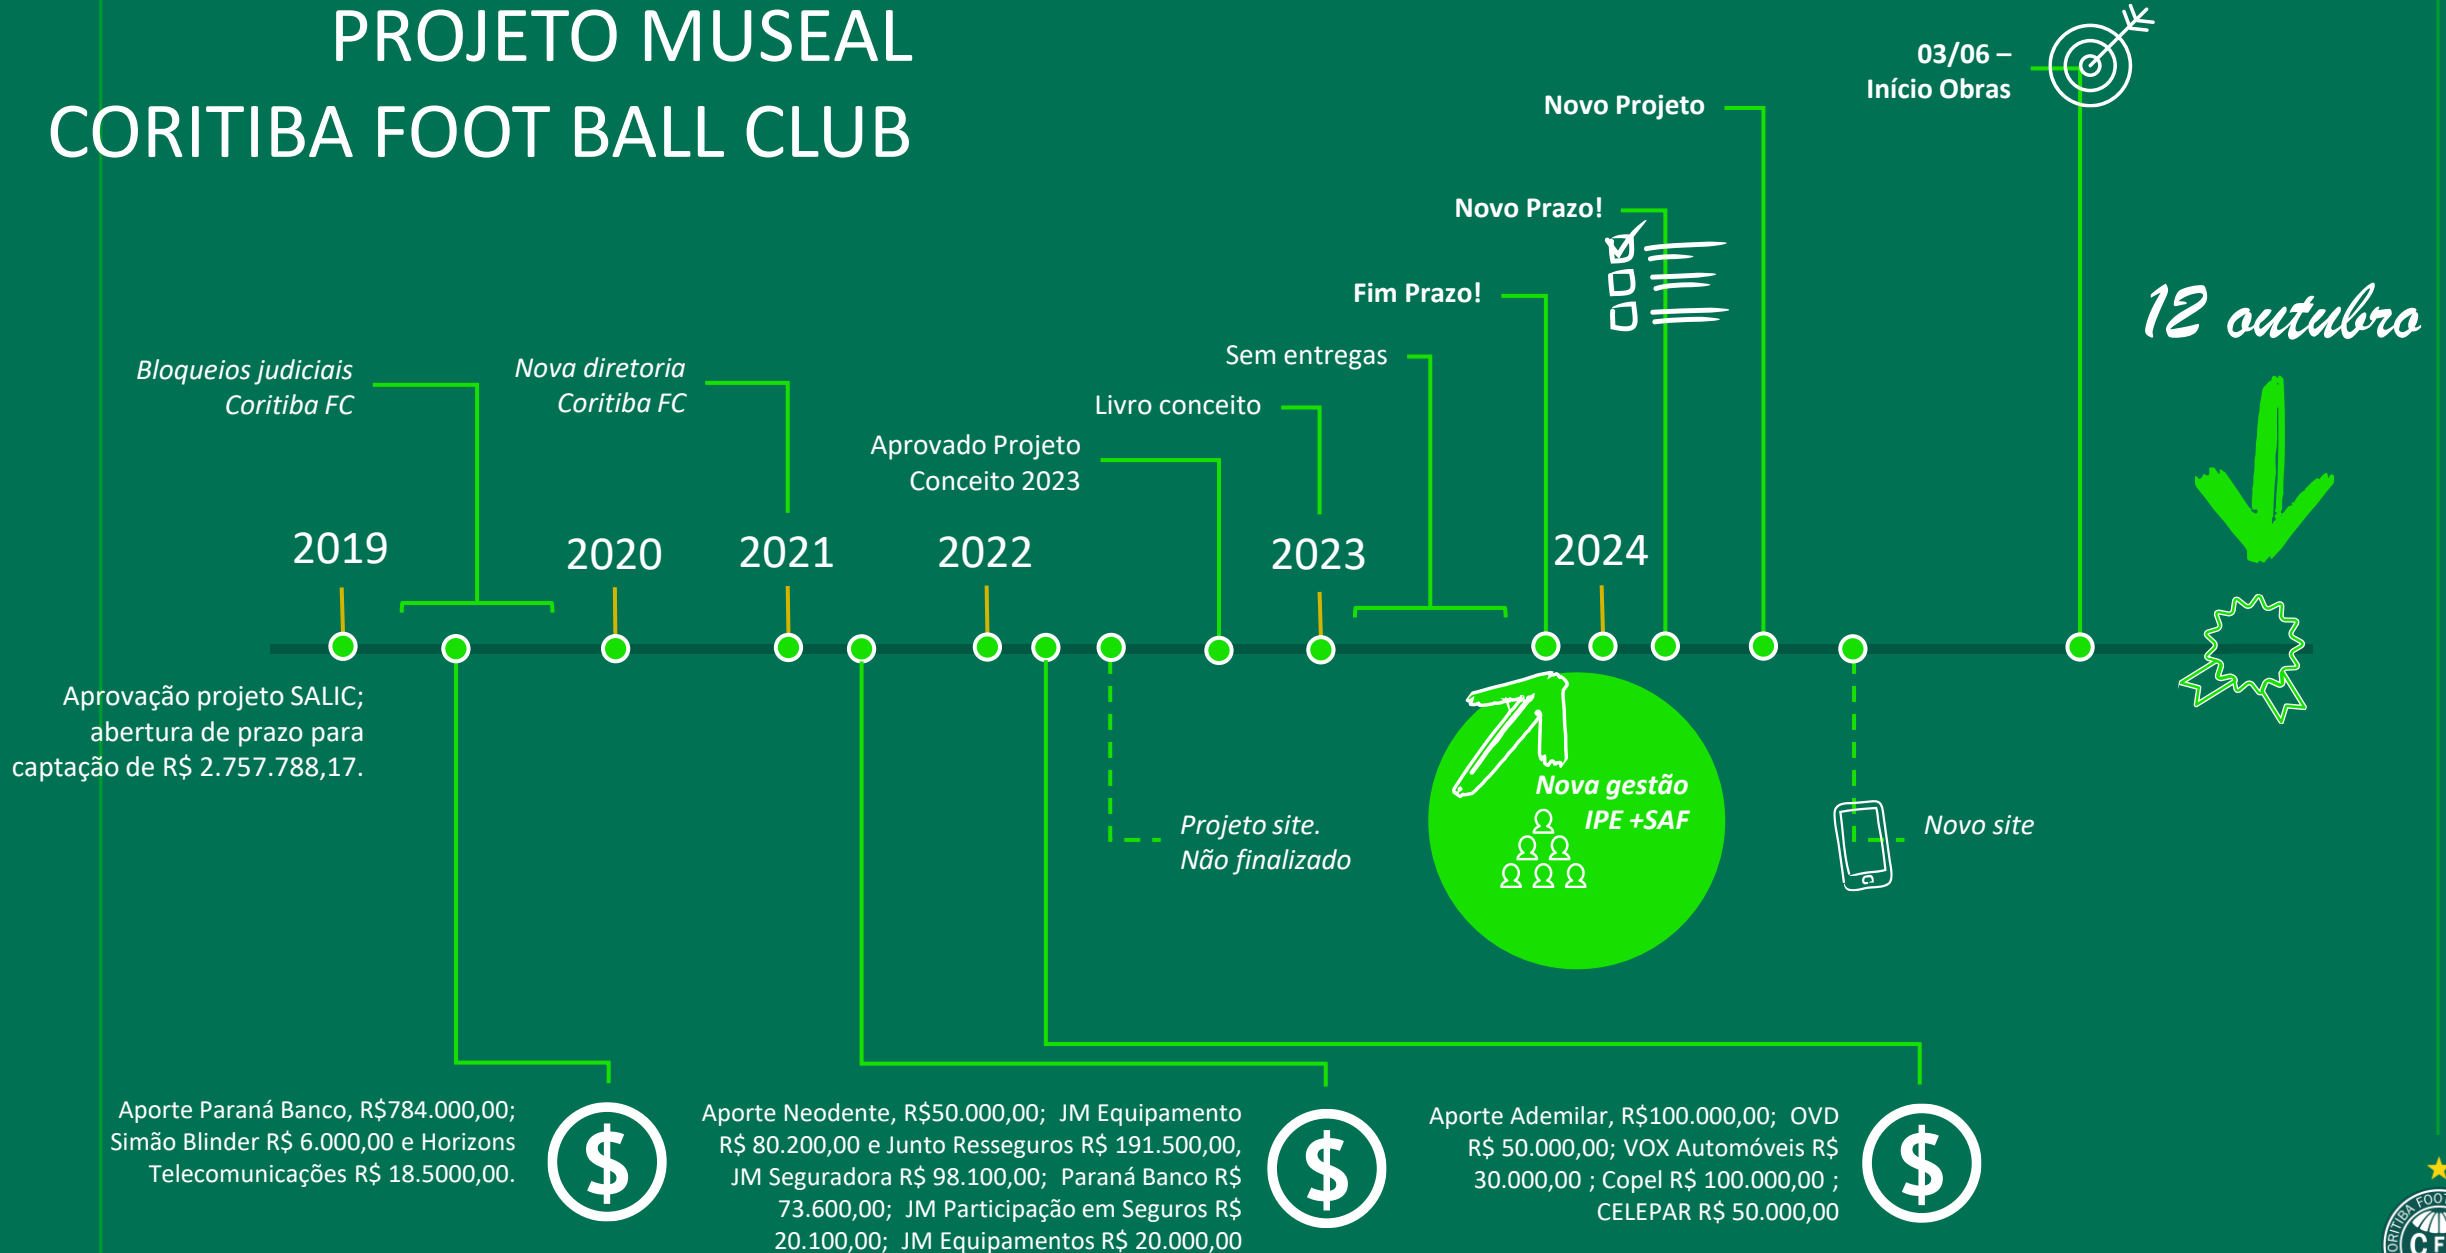 PROJETO MUSEAL
CORITIBA FOOT BALL CLUB
03/06 –
Início Obras
Novo Projeto
Novo Prazo!
Fim Prazo!
12 outubro
Sem entregas
Livro conceito
Aprovado Projeto
Conceito 2023
Nova diretoria
Coritiba FC
Bloqueios judiciais
Coritiba FC
2019
2020
2021
2022
2023
2024
Aprovação projeto SALIC;
abertura de prazo para
captação de R$ 2.757.788,17.
Projeto site.
Não finalizado
Nova gestão
IPE +SAF
Novo site
Aporte Paraná Banco, R$784.000,00;
Simão Blinder R$ 6.000,00 e Horizons
Telecomunicações R$ 18.5000,00.
$
Aporte Neodente, R$50.000,00; JM Equipamento
R$ 80.200,00 e Junto Resseguros R$ 191.500,00,
JM Seguradora R$ 98.100,00; Paraná Banco R$
73.600,00; JM Participação em Seguros R$
20.100,00; JM Equipamentos R$ 20.000,00
$
Aporte Ademilar, R$100.000,00; OVD
R$ 50.000,00; VOX Automóveis R$
30.000,00 ; Copel R$ 100.000,00 ;
CELEPAR R$ 50.000,00
$